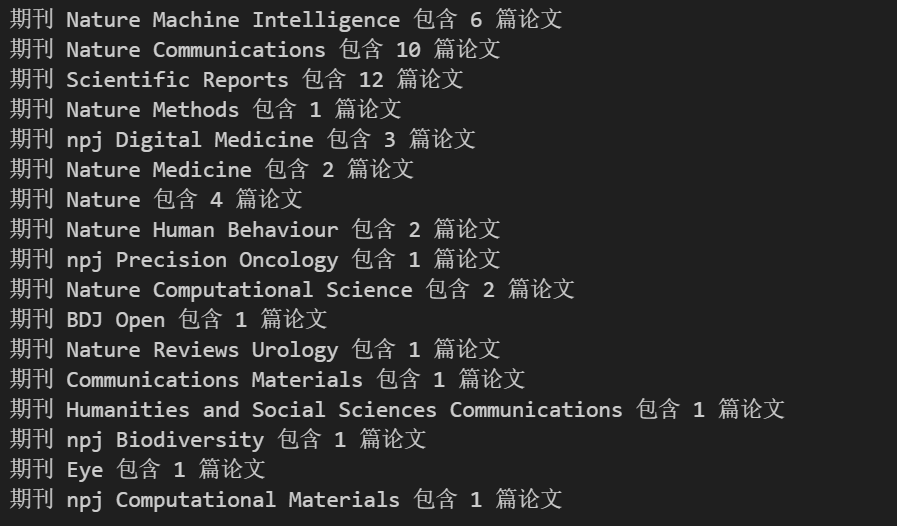 期刊 Nature Machine Intelligence 包含 6 篇论文
期刊 Nature Communications 包含 10 篇论文
期刊 Scientific Reports 包含 12 篇论文
期刊 Nature Methods 包含 1 篇论文
期刊 npj Digital Medicine 包含 3 篇论文
期刊 Nature Medicine 包含 2 篇论文
期刊 Nature 包含 4 篇论文
期刊 Nature Human Behaviour 包含 2 篇论文
期刊 npj Precision Oncology 包含 1 篇论文
期刊 Nature Computational Science 包含 2 篇论文
期刊 BDJ Open 包含 1 篇论文
期刊 Nature Reviews Urology 包含 1 篇论文
期刊 Communications Materials 包含 1 篇论文
期刊 Humanities and Social Sciences Communications 包含 1 篇论文
期刊 npj Biodiversity 包含 1 篇论文
期刊 Eye 包含 1 篇论文
期刊 npj Computational Materials 包含 1 篇论文